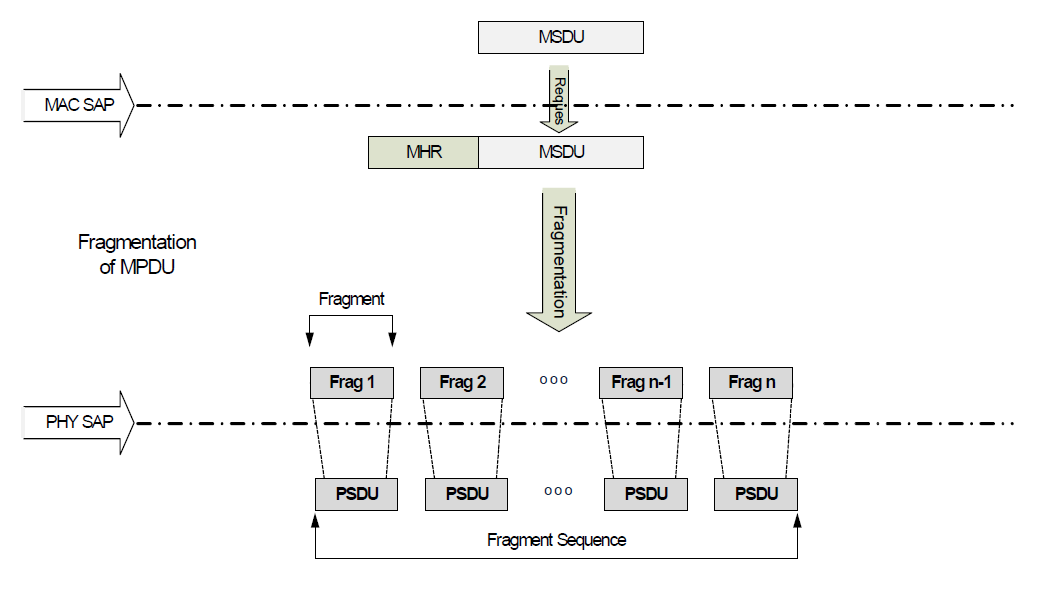 MSDU
Reques
MAC SAP
MHR
MSDU
Fragmentation
Fragmentation
of MPDU
Fragment
Frag 1
Frag 2
ooo
Frag n-1
Frag n
PHY SAP
PSDU
PSDU
ooo
PSDU
PSDU
Fragment Sequence